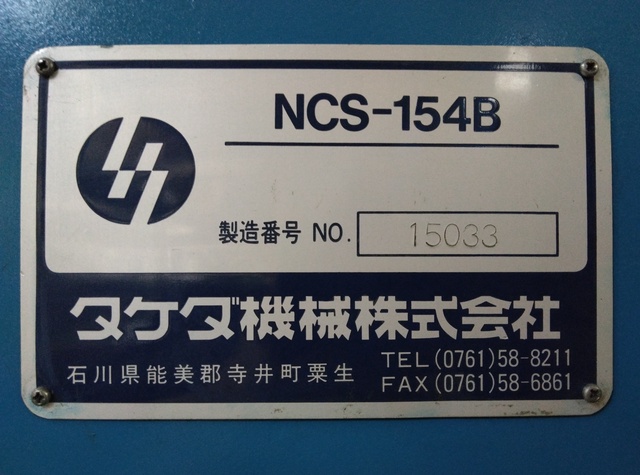 NCS-154B
製造番号 NO. 15033
タケダ機械株式会社
石川県能美郡寺井町粟生
TEL (0761)58-8211
FAX (0761)58-6861